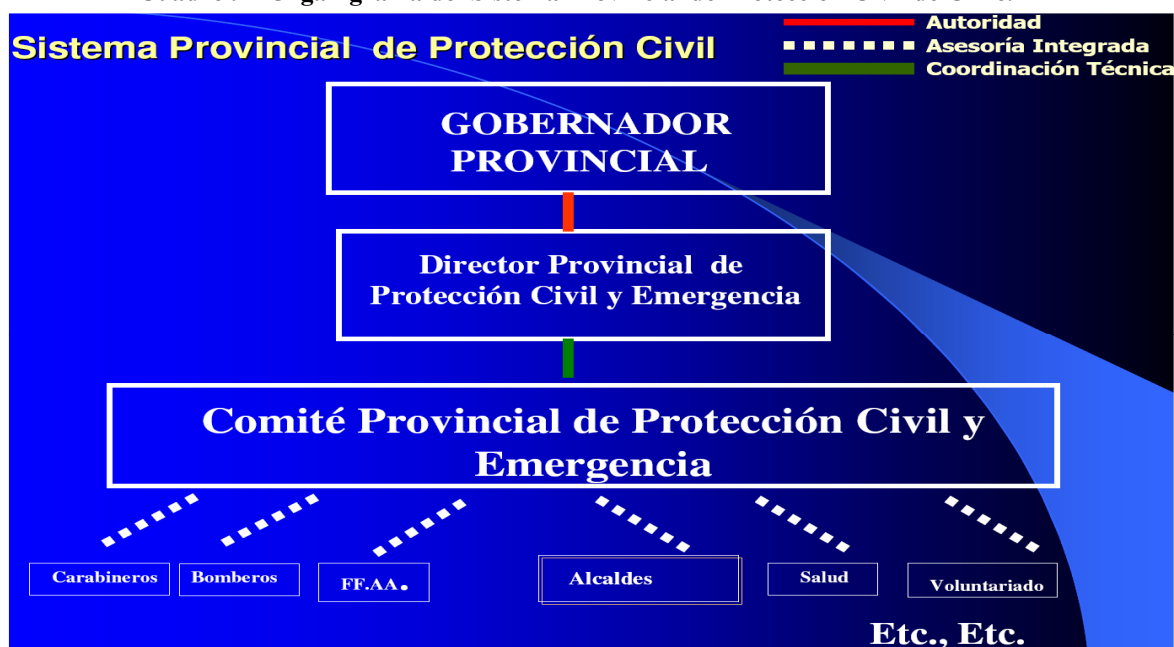 Sistema Provincial de Protección Civil
Autoridad
Asesoría Integrada
Coordinación Técnica
GOBERNADOR
PROVINCIAL
Director Provincial de
Protección Civil y Emergencia
Comité Provincial de Protección Civil y
Emergencia
Carabineros
Bomberos
FF.AA.
Alcaldes
Salud
Voluntariado
Etc., Etc.